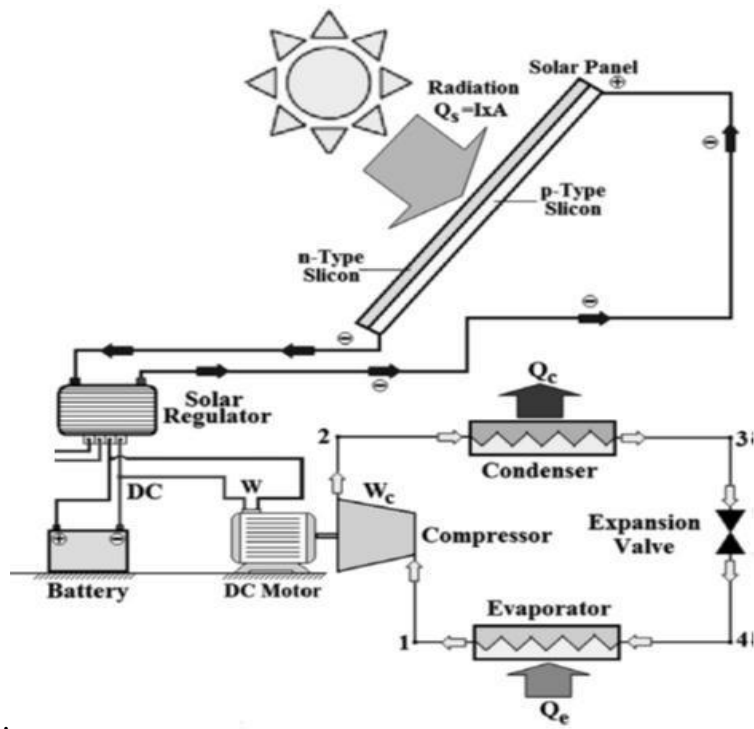 Solar Panel
⊕
Radiation
Qs=IxA
⊖
p-Type
Slicon
n-Type
Slicon
⊖
⊖
Solar
Regulator
⊖
Qc
2
3
Condenser
DC
W
Wc
Compressor
Expansion
Valve
⊕
⊖
Battery
DC Motor
Evaporator
1
4
Qe